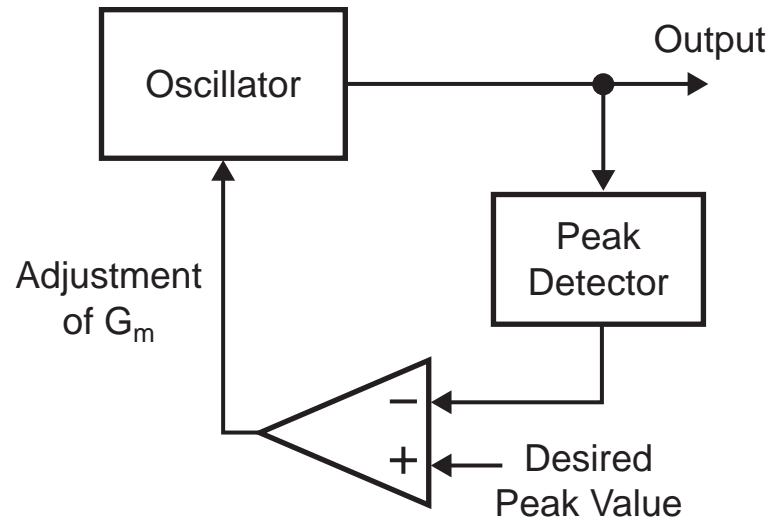 Output
Oscillator
Peak
Detector
Adjustment
of Gm
−
+
Desired
Peak Value